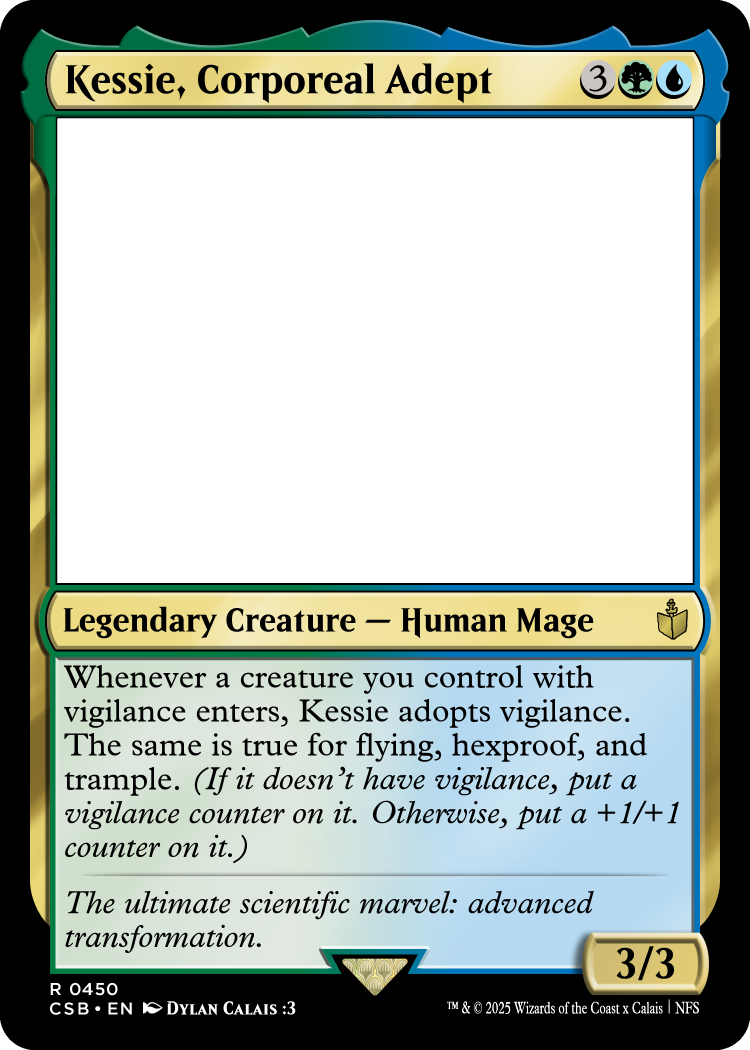 Kessie, Corporeal Adept 3
Legendary Creature — Human Mage
Whenever a creature you control with
vigilance enters, Kessie adopts vigilance.
The same is true for flying, hexproof, and
trample. (If it doesn't have vigilance, put a
vigilance counter on it. Otherwise, put a +1/+1
counter on it.)
The ultimate scientific marvel: advanced
transformation.
3/3
R 0450
CSB • EN Dylan Calais :3
™ & © 2025 Wizards of the Coast x Calais | NFS